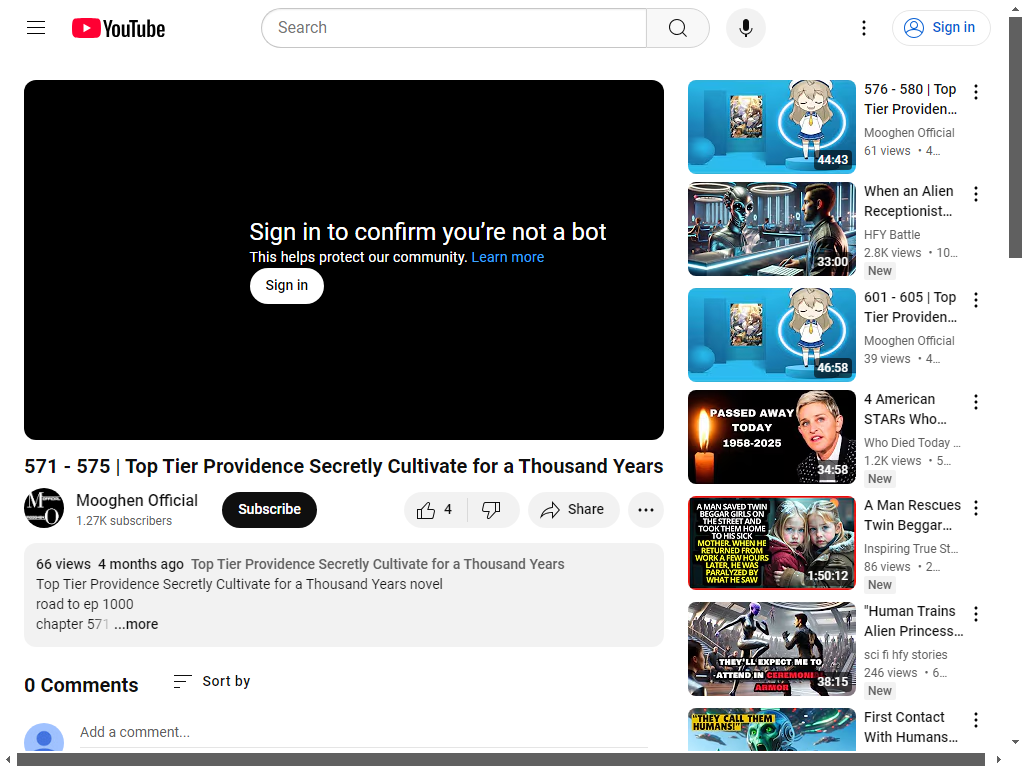 YouTube
Search
Sign in
Sign in to confirm you’re not a bot
This helps protect our community. Learn more
Sign in
571 - 575 | Top Tier Providence Secretly Cultivate for a Thousand Years
Mooghen Official
1.27K subscribers
Subscribe
4
Share
66 views 4 months ago Top Tier Providence Secretly Cultivate for a Thousand Years
Top Tier Providence Secretly Cultivate for a Thousand Years novel
road to ep 1000
chapter 571 ...more
0 Comments
Sort by
Add a comment...
44:43
576 - 580 | Top
Tier Providen...
Mooghen Official
61 views • 4...
33:00
When an Alien
Receptionist...
HFY Battle
2.8K views • 10...
New
46:58
601 - 605 | Top
Tier Providen...
Mooghen Official
39 views • 4...
PASSED AWAY
TODAY
1958-2025
34:58
4 American
STARs Who...
Who Died Today ...
1.2K views • 5...
New
A MAN SAVED TWIN
BEGGAR GIRLS ON
THE STREET AND
TOOK THEM HOME
TO HIS SICK
MOTHER. WHEN HE
RETURNED FROM
WORK A FEW HOURS
LATER, HE WAS
PARALYZED BY
WHAT HE SAW
1:50:12
A Man Rescues
Twin Beggar...
Inspiring True St...
86 views • 2...
New
THEY'LL EXPECT ME TO
ATTEND IN CEREMONIAL
ARMOR
38:15
"Human Trains
Alien Princess...
sci fi hfy stories
246 views • 6...
New
"THEY CALL THEM
HUMANS!"
First Contact
With Humans...